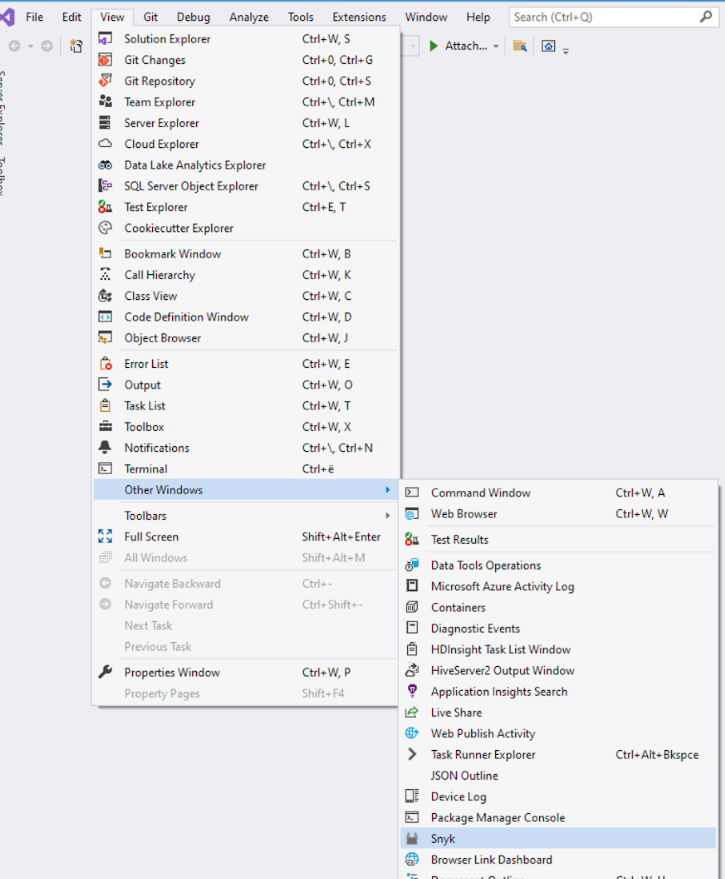 File Edit View Git Debug Analyze Tools Extensions Window Help Search (Ctrl+Q)
Attach...
Server Explorer Toolbox
Solution Explorer Ctrl+W, S
Git Changes Ctrl+0, Ctrl+G
Git Repository Ctrl+0, Ctrl+S
Team Explorer Ctrl+\, Ctrl+M
Server Explorer Ctrl+W, L
Cloud Explorer Ctrl+\, Ctrl+X
Data Lake Analytics Explorer
SQL Server Object Explorer Ctrl+\, Ctrl+S
Test Explorer Ctrl+E, T
Cookiecutter Explorer
Bookmark Window Ctrl+W, B
Call Hierarchy Ctrl+W, K
Class View Ctrl+W, C
Code Definition Window Ctrl+W, D
Object Browser Ctrl+W, J
Error List Ctrl+W, E
Output Ctrl+W, O
Task List Ctrl+W, T
Toolbox Ctrl+W, X
Notifications Ctrl+\, Ctrl+N
Terminal Ctrl+ë
Other Windows
Toolbars
Full Screen Shift+Alt+Enter
All Windows Shift+Alt+M
Navigate Backward Ctrl+-
Navigate Forward Ctrl+Shift+-
Next Task
Previous Task
Properties Window Ctrl+W, P
Property Pages Shift+F4
Command Window Ctrl+W, A
Web Browser Ctrl+W, W
Test Results
Data Tools Operations
Microsoft Azure Activity Log
Containers
Diagnostic Events
HDInsight Task List Window
HiveServer2 Output Window
Application Insights Search
Live Share
Web Publish Activity
Task Runner Explorer Ctrl+Alt+Bkspce
JSON Outline
Device Log
Package Manager Console
Snyk
Browser Link Dashboard